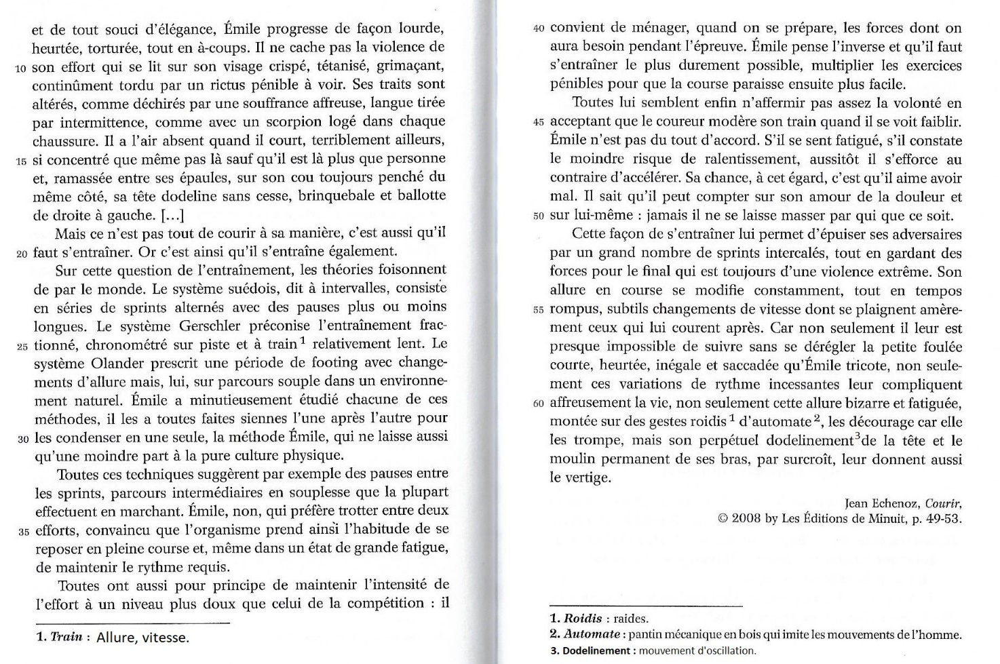 et de tout souci d'élégance, Émile progresse de façon lourde,
heurtée, torturée, tout en à-coups. Il ne cache pas la violence de
10 son effort qui se lit sur son visage crispé, tétanisé, grimaçant,
continûment tordu par un rictus pénible à voir. Ses traits sont
altérés, comme déchirés par une souffrance affreuse, langue tirée
par intermittence, comme avec un scorpion logé dans chaque
chaussure. Il a l'air absent quand il court, terriblement ailleurs,
15 si concentré que même pas là sauf qu'il est là plus que personne
et, ramassée entre ses épaules, sur son cou toujours penché du
même côté, sa tête dodeline sans cesse, brinquebale et ballotte
de droite à gauche. [...]
Mais ce n'est pas tout de courir à sa manière, c'est aussi qu'il
20 faut s'entraîner. Or c'est ainsi qu'il s'entraîne également.
Sur cette question de l'entraînement, les théories foisonnent
de par le monde. Le système suédois, dit à intervalles, consiste
en séries de sprints alternés avec des pauses plus ou moins
longues. Le système Gerschler préconise l'entraînement frac-
25 tionné, chronométré sur piste et à train1 relativement lent. Le
système Olander prescrit une période de footing avec change-
ments d'allure mais, lui, sur parcours souple dans un environne-
ment naturel. Émile a minutieusement étudié chacune de ces
méthodes, il les a toutes faites siennes l'une après l'autre pour
30 les condenser en une seule, la méthode Émile, qui ne laisse aussi
qu'une moindre part à la pure culture physique.
Toutes ces techniques suggèrent par exemple des pauses entre
les sprints, parcours intermédiaires en souplesse que la plupart
effectuent en marchant. Émile, non, qui préfère trotter entre deux
35 efforts, convaincu que l'organisme prend ainsi l'habitude de se
reposer en pleine course et, même dans un état de grande fatigue,
de maintenir le rythme requis.
Toutes ont aussi pour principe de maintenir l'intensité de
l'effort à un niveau plus doux que celui de la compétition : il
1. Train : Allure, vitesse.
40 convient de ménager, quand on se prépare, les forces dont on
aura besoin pendant l'épreuve. Émile pense l'inverse et qu'il faut
s'entraîner le plus durement possible, multiplier les exercices
pénibles pour que la course paraisse ensuite plus facile.
Toutes lui semblent enfin n'affermir pas assez la volonté en
45 acceptant que le coureur modère son train quand il se voit faiblir.
Émile n'est pas du tout d'accord. S'il se sent fatigué, s'il constate
le moindre risque de ralentissement, aussitôt il s'efforce au
contraire d'accélérer. Sa chance, à cet égard, c'est qu'il aime avoir
mal. Il sait qu'il peut compter sur son amour de la douleur et
50 sur lui-même : jamais il ne se laisse masser par qui que ce soit.
Cette façon de s'entraîner lui permet d'épuiser ses adversaires
par un grand nombre de sprints intercalés, tout en gardant des
forces pour le final qui est toujours d'une violence extrême. Son
allure en course se modifie constamment, tout en tempos
55 rompus, subtils changements de vitesse dont se plaignent amère-
ment ceux qui lui courent après. Car non seulement il leur est
presque impossible de suivre sans se dérégler la petite foulée
courte, heurtée, inégale et saccadée qu'Émile tricote, non seule-
ment ces variations de rythme incessantes leur compliquent
60 affreusement la vie, non seulement cette allure bizarre et fatiguée,
montée sur des gestes roidis1 d'automate2, les décourage car elle
les trompe, mais son perpétuel dodelinement3de la tête et le
moulin permanent de ses bras, par surcroît, leur donnent aussi
le vertige.
Jean Echenoz, Courir,
© 2008 by Les Éditions de Minuit, p. 49-53.
1. Roidis : raides.
2. Automate : pantin mécanique en bois qui imite les mouvements de l'homme.
3. Dodelinement : mouvement d'oscillation.